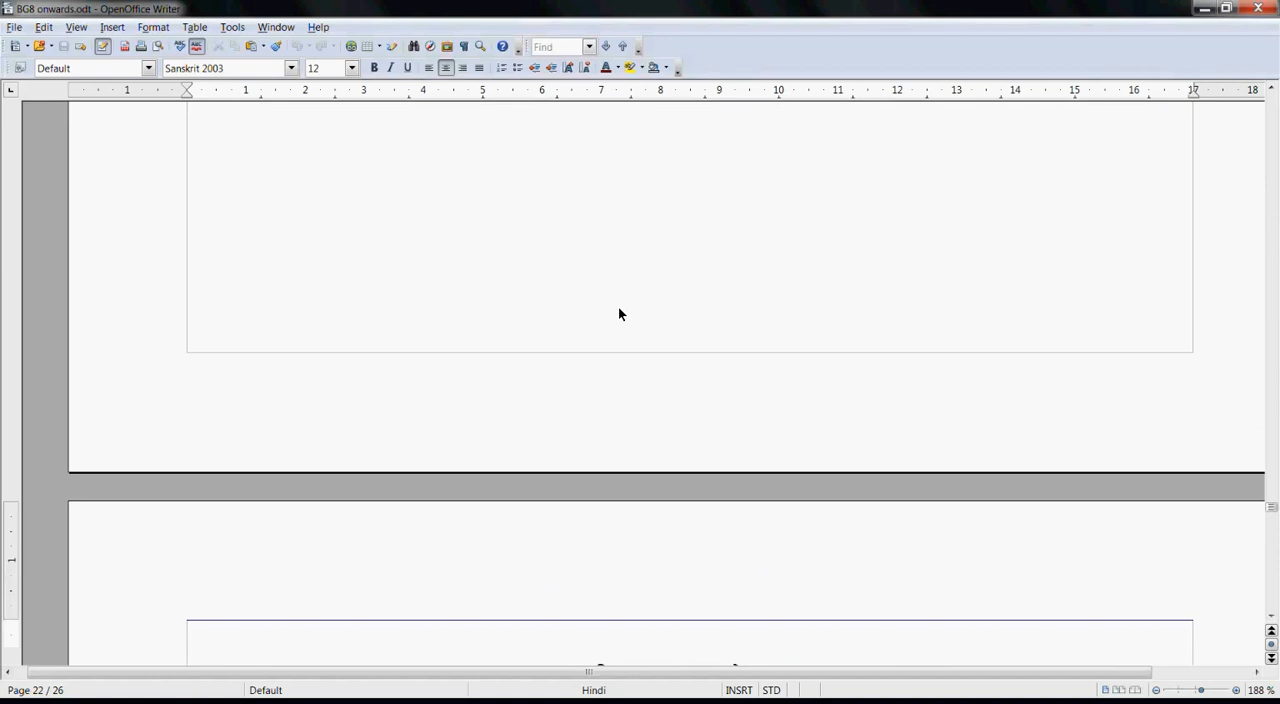 BG8 onwards.odt - OpenOffice Writer
File Edit View Insert Format Table Tools Window Help
Find
Default Sanskrit 2003 12 B I U
1 1 2 3 4 5 6 7 8 9 10 11 12 13 14 15 16 17 18
1
Page 22 / 26 Default Hindi INSRT STD 188 %